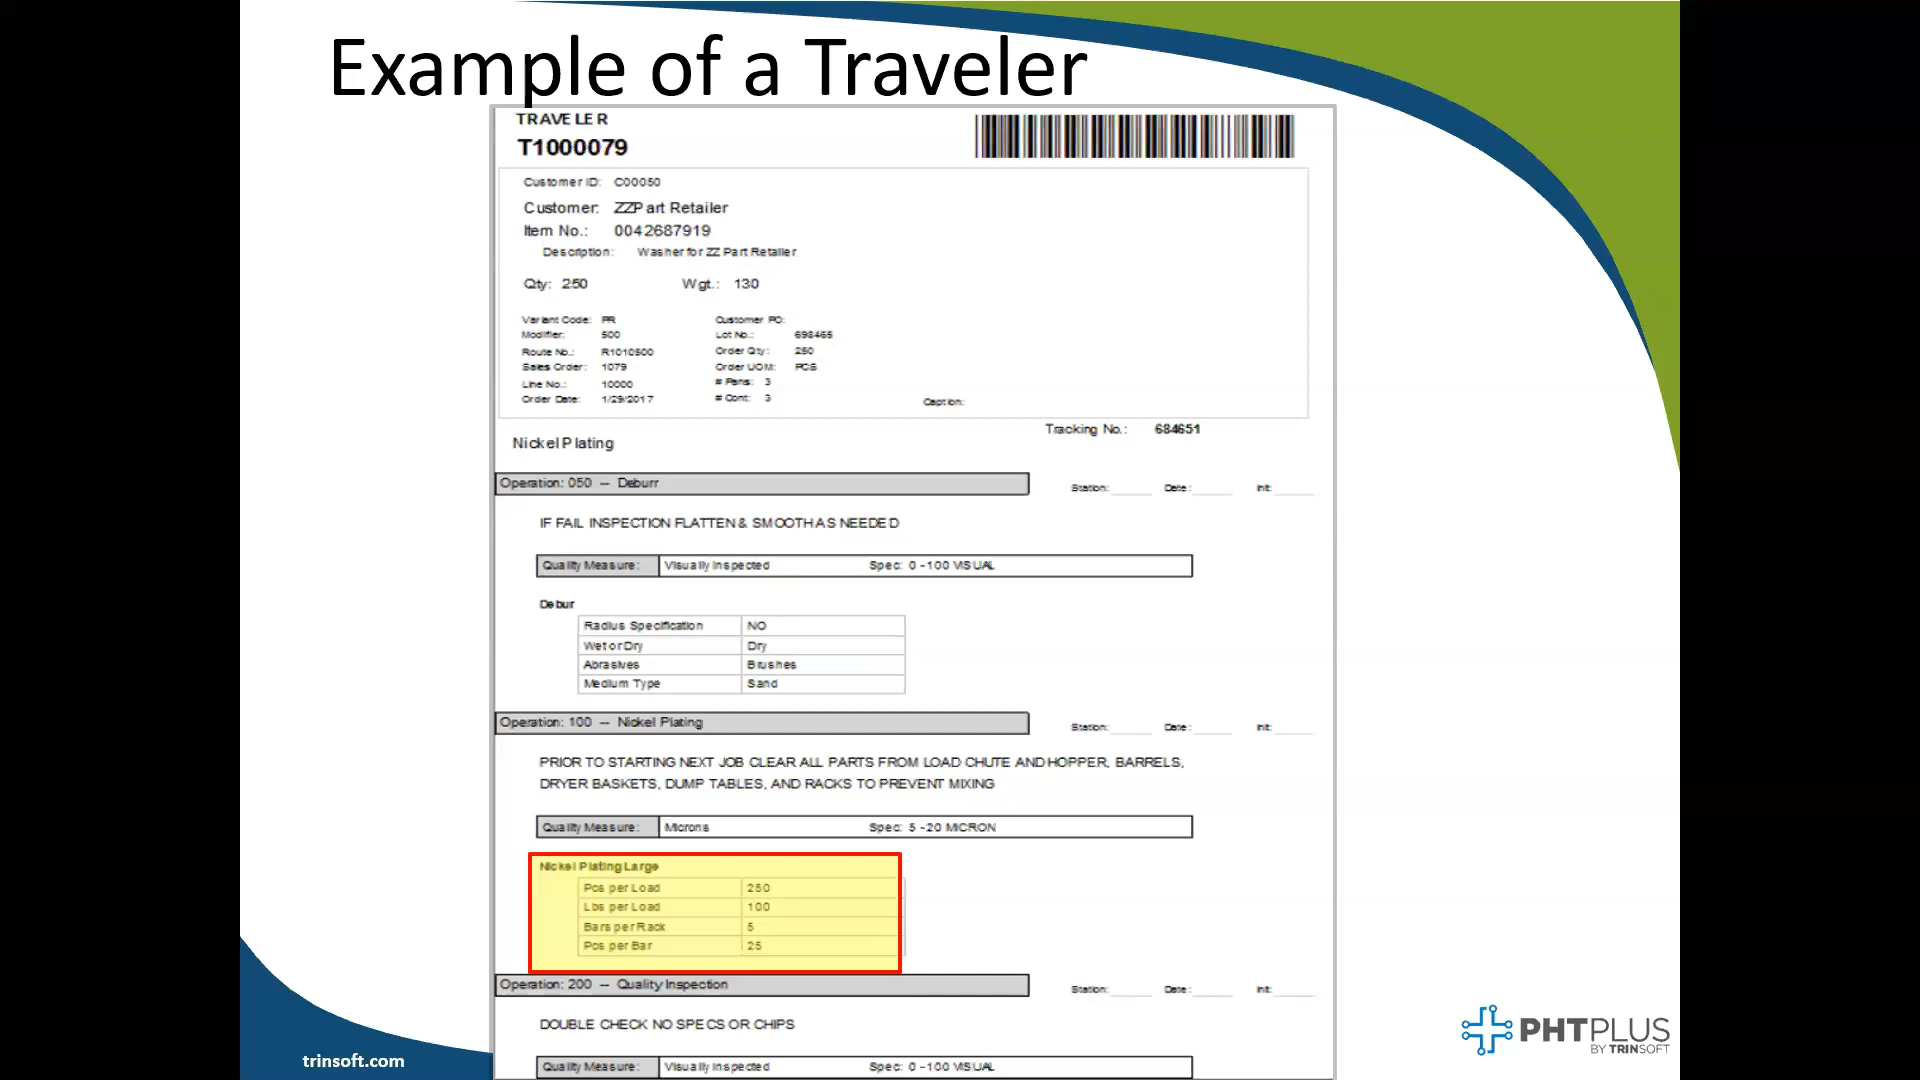 Example of a Traveler
TRAVELER
T1000079
Customer ID: C00050
Customer: ZZPart Retailer
Item No.: 0042687919
Description: Washer for ZZ Part Retailer
Qty: 250 Wgt.: 130
Variant Code: PR Customer PO:
Modifier: 500 Lot No.: 698465
Route No.: R1010500 Order Qty: 250
Sales Order: 1079 Order UOM: PCS
Line No.: 10000 # Pans: 3
Order Date: 1/29/2017 # Cont: 3 Caption:
Tracking No.: 684651
Nickel Plating
Operation: 050 -- Deburr Station: Date: Init:
IF FAIL INSPECTION FLATTEN & SMOOTH AS NEEDED
Quality Measure: Visually Inspected Spec: 0 -100 VISUAL
Debur
Radius Specification NO
Wet or Dry Dry
Abrasives Brushes
Medium Type Sand
Operation: 100 -- Nickel Plating Station: Date: Init:
PRIOR TO STARTING NEXT JOB CLEAR ALL PARTS FROM LOAD CHUTE AND HOPPER, BARRELS,
DRYER BASKETS, DUMP TABLES, AND RACKS TO PREVENT MIXING
Quality Measure: Microns Spec: 5 -20 MICRON
Nickel Plating Large
Pcs per Load 250
Lbs per Load 100
Bars per Rack 5
Pcs per Bar 25
Operation: 200 -- Quality Inspection Station: Date: Init:
DOUBLE CHECK NO SPECS OR CHIPS
Quality Measure: Visually Inspected Spec: 0 -100 VISUAL
trinsoft.com
PHTPLUS
BY TRINSOFT